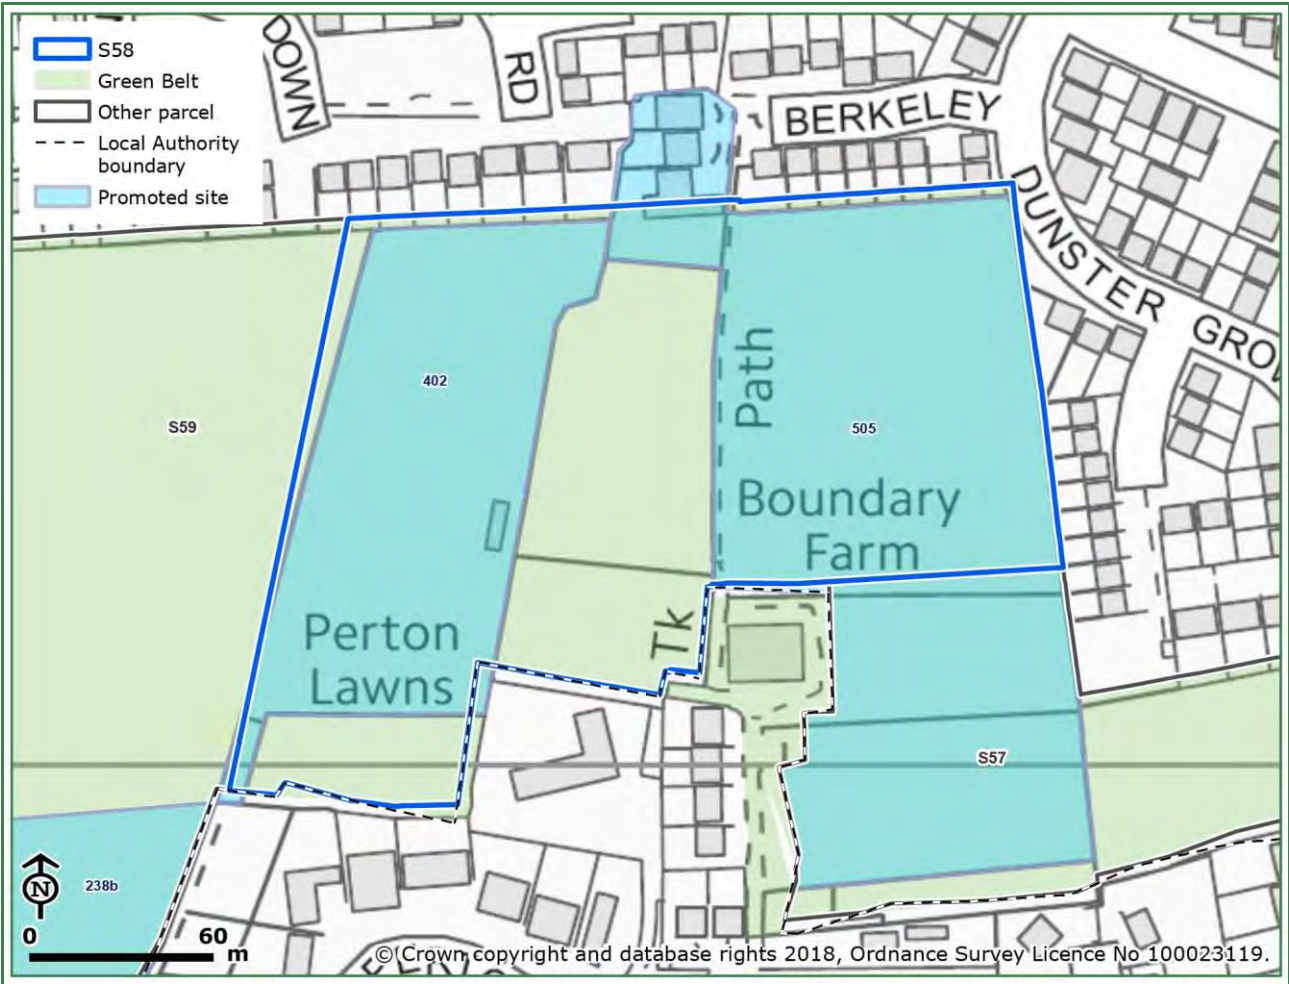 S58
Green Belt
Other parcel
Local Authority
boundary
Promoted site
DOWN
RD
BERKELEY
DUNSTER GRO
402
S59
Path
505
Boundary
Farm
Perton
Lawns
Tk
S57
238b
N
0 60
m
© Crown copyright and database rights 2018, Ordnance Survey Licence No 100023119.